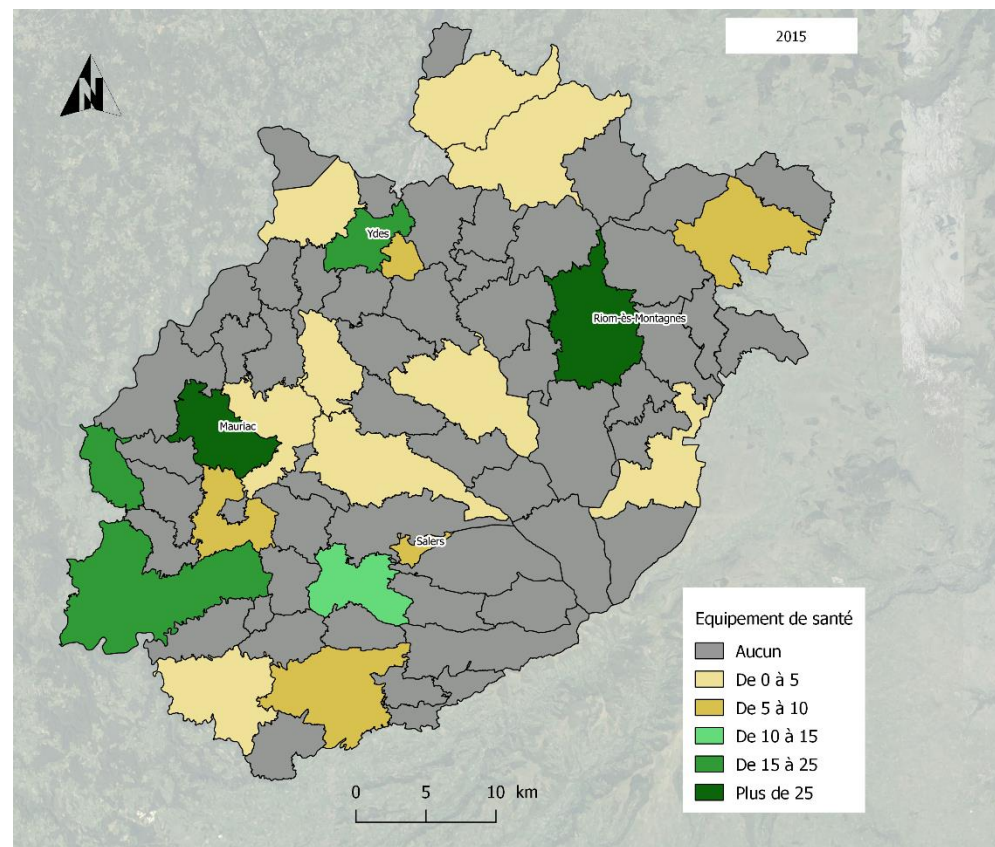 2015
N
Ydes
Riom-ès-Montagnes
Mauriac
Salers
Equipement de santé
Aucun
De 0 à 5
De 5 à 10
De 10 à 15
De 15 à 25
Plus de 25
0 5 10 km